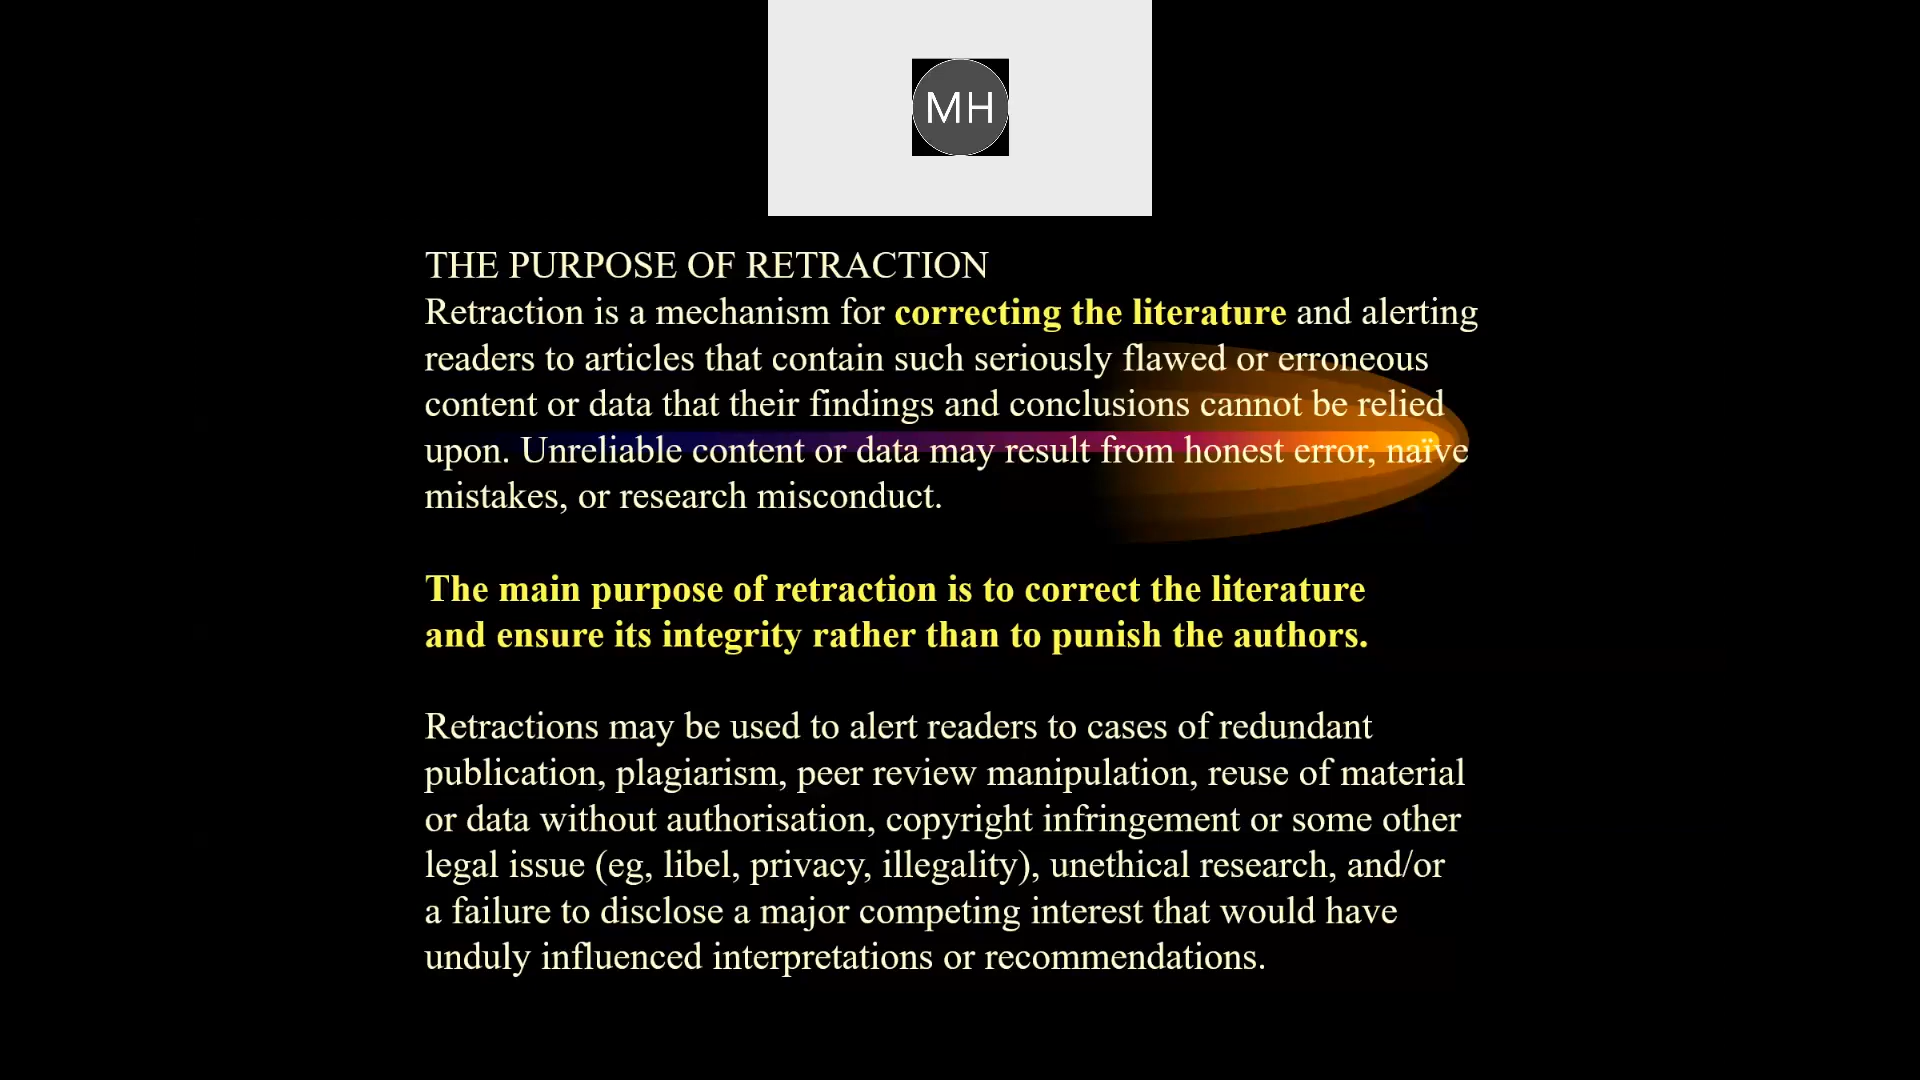 MH
THE PURPOSE OF RETRACTION
Retraction is a mechanism for correcting the literature and alerting
readers to articles that contain such seriously flawed or erroneous
content or data that their findings and conclusions cannot be relied
upon. Unreliable content or data may result from honest error, naïve
mistakes, or research misconduct.
The main purpose of retraction is to correct the literature
and ensure its integrity rather than to punish the authors.
Retractions may be used to alert readers to cases of redundant
publication, plagiarism, peer review manipulation, reuse of material
or data without authorisation, copyright infringement or some other
legal issue (eg, libel, privacy, illegality), unethical research, and/or
a failure to disclose a major competing interest that would have
unduly influenced interpretations or recommendations.